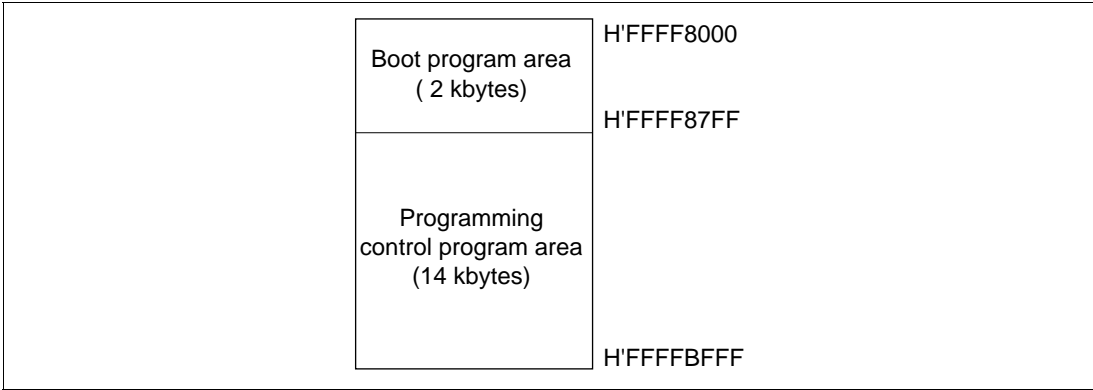 H'FFFF8000
Boot program area
( 2 kbytes)
H'FFFF87FF
Programming
control program area
(14 kbytes)
H'FFFFBFFF